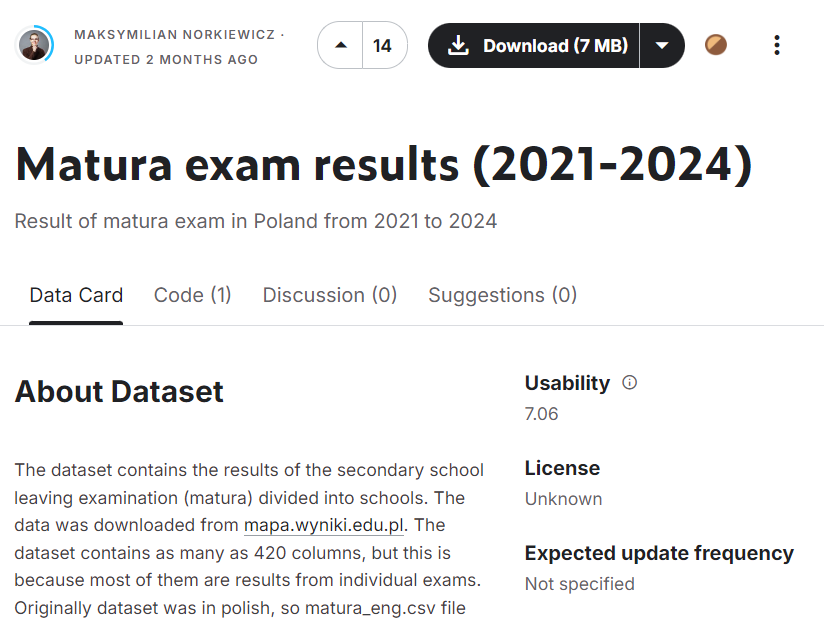 MAKSYMILIAN NORKIEWICZ ·
UPDATED 2 MONTHS AGO
14
Download (7 MB)
Matura exam results (2021-2024)
Result of matura exam in Poland from 2021 to 2024
Data Card
Code (1)
Discussion (0)
Suggestions (0)
About Dataset
The dataset contains the results of the secondary school
leaving examination (matura) divided into schools. The
data was downloaded from mapa.wyniki.edu.pl. The
dataset contains as many as 420 columns, but this is
because most of them are results from individual exams.
Originally dataset was in polish, so matura_eng.csv file
Usability
7.06
License
Unknown
Expected update frequency
Not specified